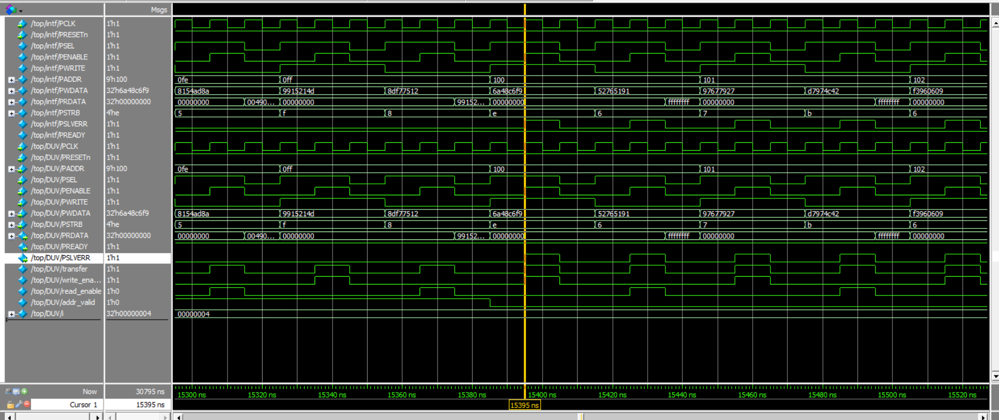 Msgs
/top/intf/PCLK 1'h1
/top/intf/PRESETn 1'h1
/top/intf/PSEL 1'h1
/top/intf/PENABLE 1'h1
/top/intf/PWRITE 1'h1
/top/intf/PADDR 9'h100 0fe 0ff 100 101 102
/top/intf/PWDATA 32'h6a48c6f9 8154ad8a 9915214d 8df77512 6a48c6f9 52765191 97677927 d7974c42 f3960609
/top/intf/PRDATA 32'h00000000 00000000 00490... 00000000 99152... 00000000 ffffffff 00000000 ffffffff 00000000
/top/intf/PSTRB 4'he 5 f 8 e 6 7 b 6
/top/intf/PSLVERR 1'h1
/top/intf/PREADY 1'h1
/top/DUV/PCLK 1'h1
/top/DUV/PRESETn 1'h1
/top/DUV/PADDR 9'h100 0fe 0ff 100 101 102
/top/DUV/PSEL 1'h1
/top/DUV/PENABLE 1'h1
/top/DUV/PWRITE 1'h1
/top/DUV/PWDATA 32'h6a48c6f9 8154ad8a 9915214d 8df77512 6a48c6f9 52765191 97677927 d7974c42 f3960609
/top/DUV/PSTRB 4'he 5 f 8 e 6 7 b 6
/top/DUV/PRDATA 32'h00000000 00000000 00490... 00000000 99152... 00000000 ffffffff 00000000 ffffffff 00000000
/top/DUV/PREADY 1'h1
/top/DUV/PSLVERR 1'h1
/top/DUV/transfer 1'h1
/top/DUV/write_ena... 1'h1
/top/DUV/read_enable 1'h0
/top/DUV/addr_valid 1'h0
/top/DUV/i 32'h00000004 00000004
Now 30795 ns 15300 ns 15320 ns 15340 ns 15360 ns 15380 ns 15400 ns 15420 ns 15440 ns 15460 ns 15480 ns 15500 ns 15520 ns
Cursor 1 15395 ns 15395 ns